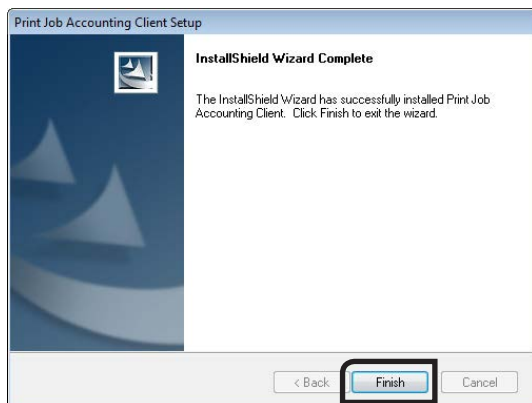 Print Job Accounting Client Setup
InstallShield Wizard Complete
The InstallShield Wizard has successfully installed Print Job
Accounting Client. Click Finish to exit the wizard.
< Back
Finish
Cancel